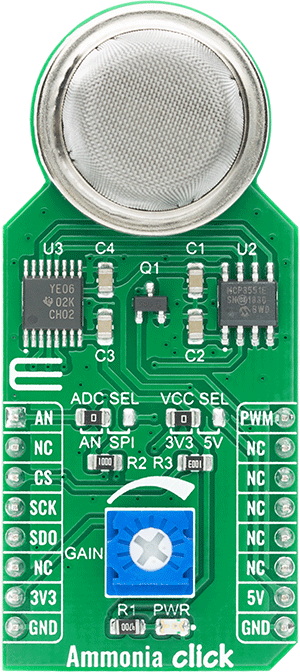 U3 C4 C1 U2
Q1
YE06
02K
CH02
MCP3551E
C3 C2
ADC SEL VCC SEL
AN SPI 3V3 5V
1000 R2 R3 1003
AN PWM
NC NC
CS NC
SCK NC
SDO NC
NC NC
3V3 5V
GND GND
GAIN
R1 PWR
4700
Ammonia click